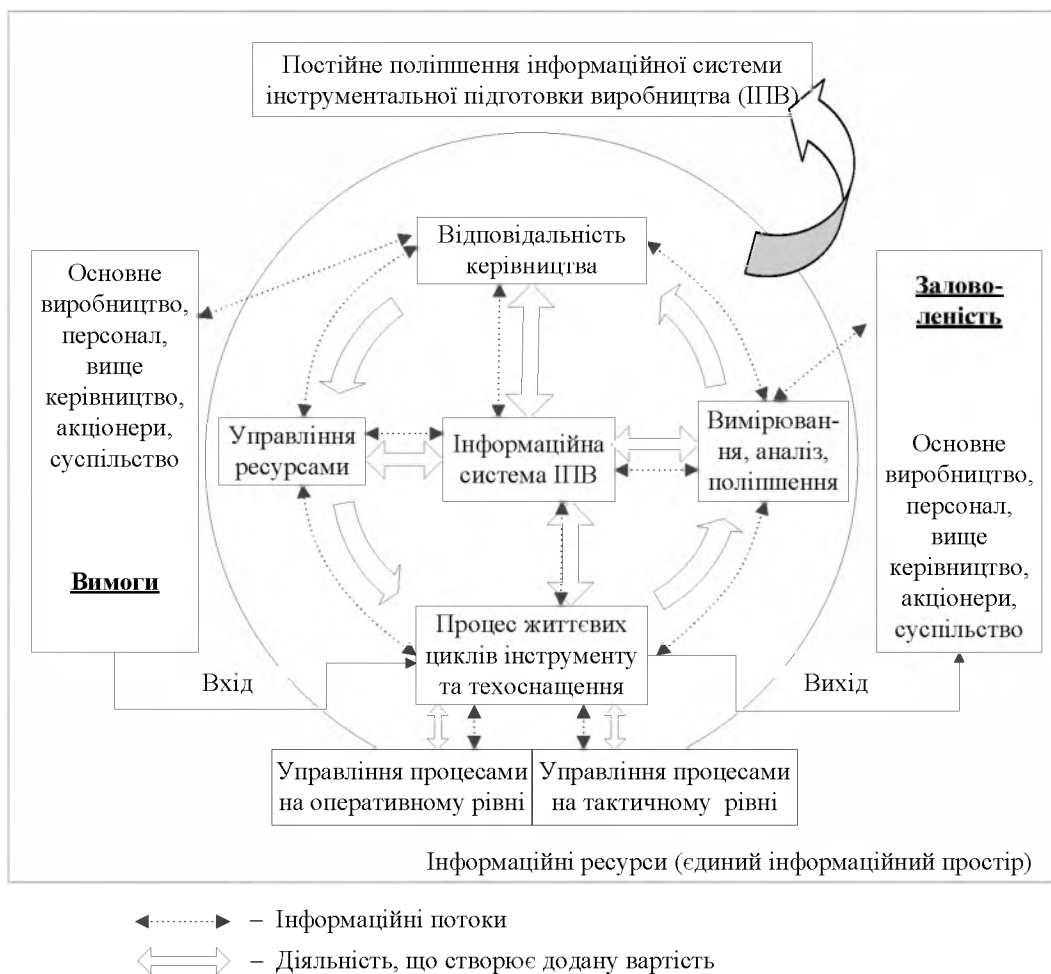 Постійне поліпшення інформаційної системи
інструментальної підготовки виробництва (ІПВ)
Відповідальність
керівництва
Основне
виробництво,
персонал,
вище
керівництво,
акціонери,
суспільство
Вимоги
Залово-
леність
Основне
виробництво,
персонал,
вище
керівництво,
акціонери,
суспільство
Управління
ресурсами
Інформаційна
система ІПВ
Вимірюван-
ня, аналіз,
поліпшення
Процес життєвих
циклів інструменту
та техоснащення
Вхід
Вихід
Управління процесами
на оперативному рівні
Управління процесами
на тактичному рівні
Інформаційні ресурси (єдиний інформаційний простір)
– Інформаційні потоки
– Діяльність, що створює додану вартість